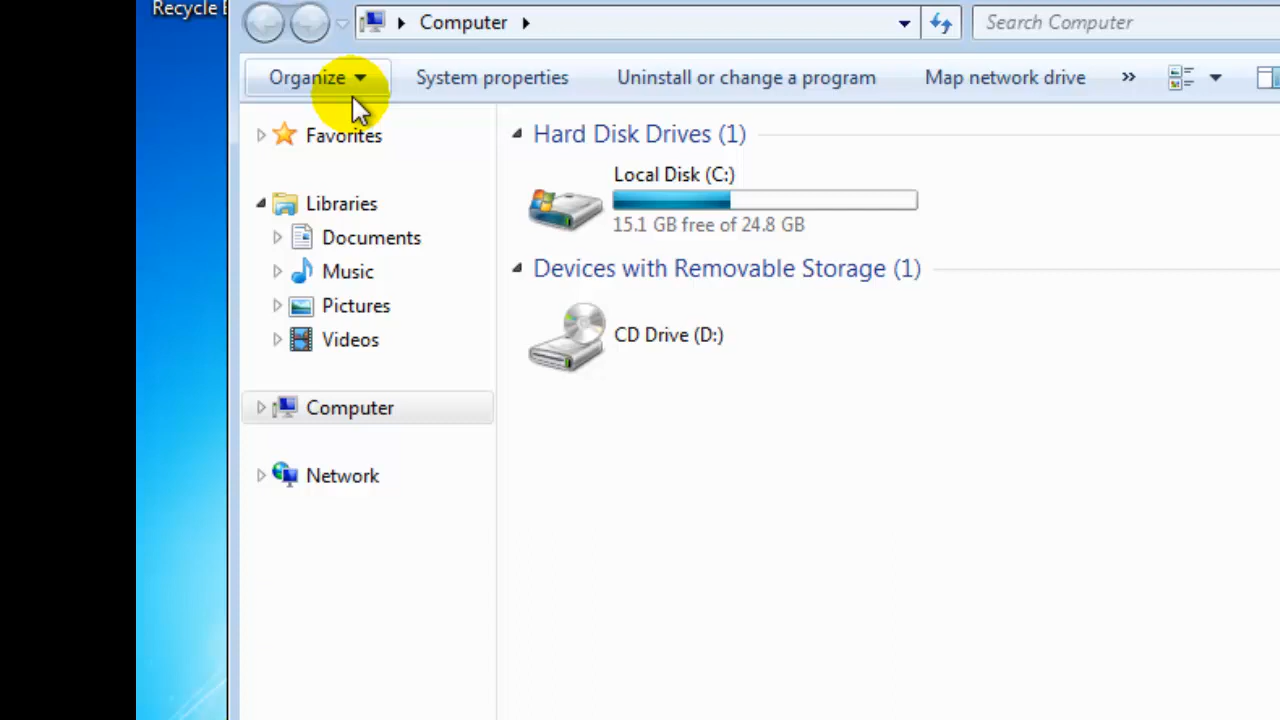 Recycle
Computer
Search Computer
Organize
System properties
Uninstall or change a program
Map network drive
»
Favorites
Libraries
Documents
Music
Pictures
Videos
Computer
Network
Hard Disk Drives (1)
Local Disk (C:)
15.1 GB free of 24.8 GB
Devices with Removable Storage (1)
CD Drive (D:)